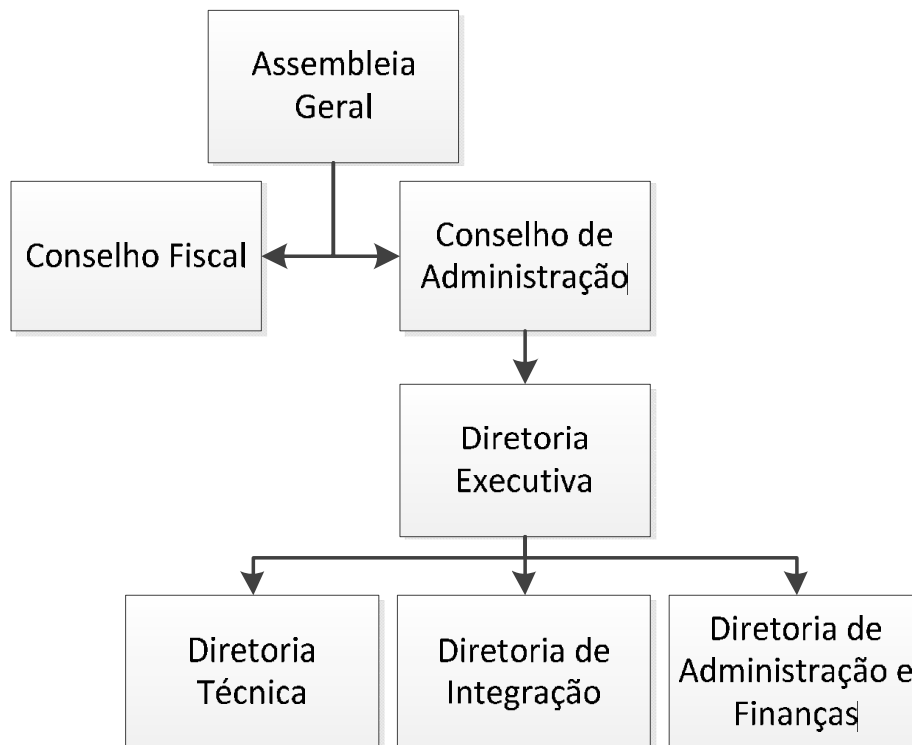 Assembleia
Geral
Conselho Fiscal
Conselho de
Administração
Diretoria
Executiva
Diretoria
Técnica
Diretoria de
Integração
Diretoria de
Administração e
Finanças